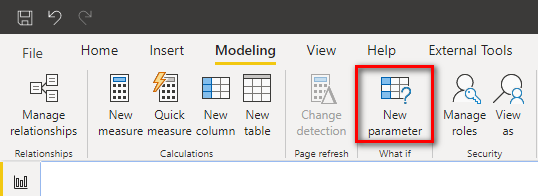 File Home Insert Modeling View Help External Tools
Manage relationships
New measure
Quick measure
New column
New table
Change detection
New parameter
Manage roles
View as
Relationships Calculations Page refresh What if Security